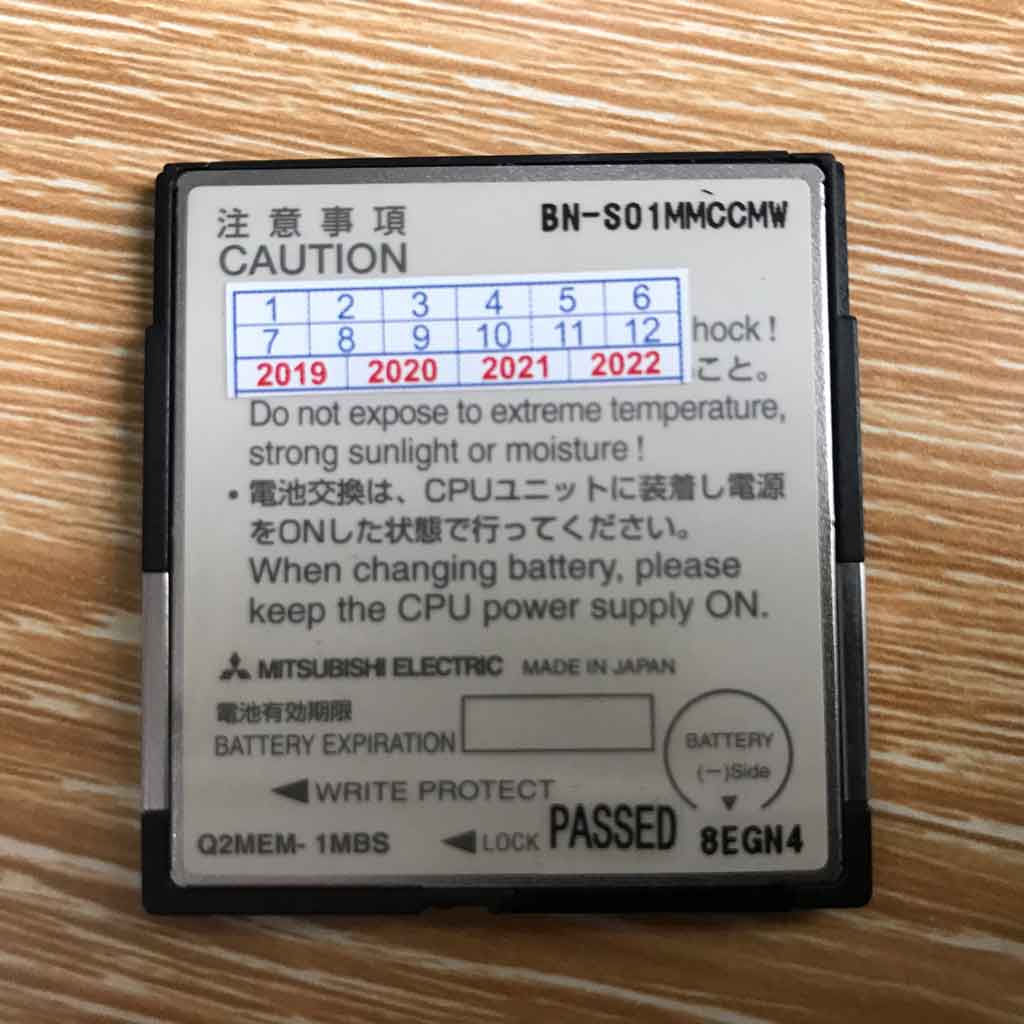 注意事項
BN-S01MMCCMW
CAUTION
1 2 3 4 5 6
7 8 9 10 11 12
hock!
2019 2020 2021 2022
こと。
Do not expose to extreme temperature,
strong sunlight or moisture!
・電池交換は、CPUユニットに装着し電源
をONした状態で行ってください。
When changing battery, please
keep the CPU power supply ON.
MITSUBISHI ELECTRIC MADE IN JAPAN
電池有効期限
BATTERY EXPIRATION
BATTERY
(−)Side
◀WRITE PROTECT
Q2MEM- 1MBS
◀LOCK
PASSED
8EGN4